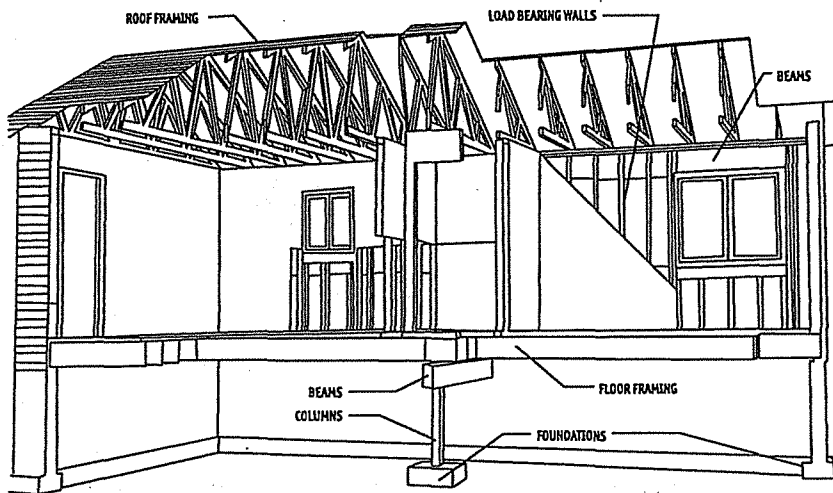 ROOF FRAMING
LOAD BEARING WALLS
BEAMS
BEAMS
FLOOR FRAMING
COLUMNS
FOUNDATIONS